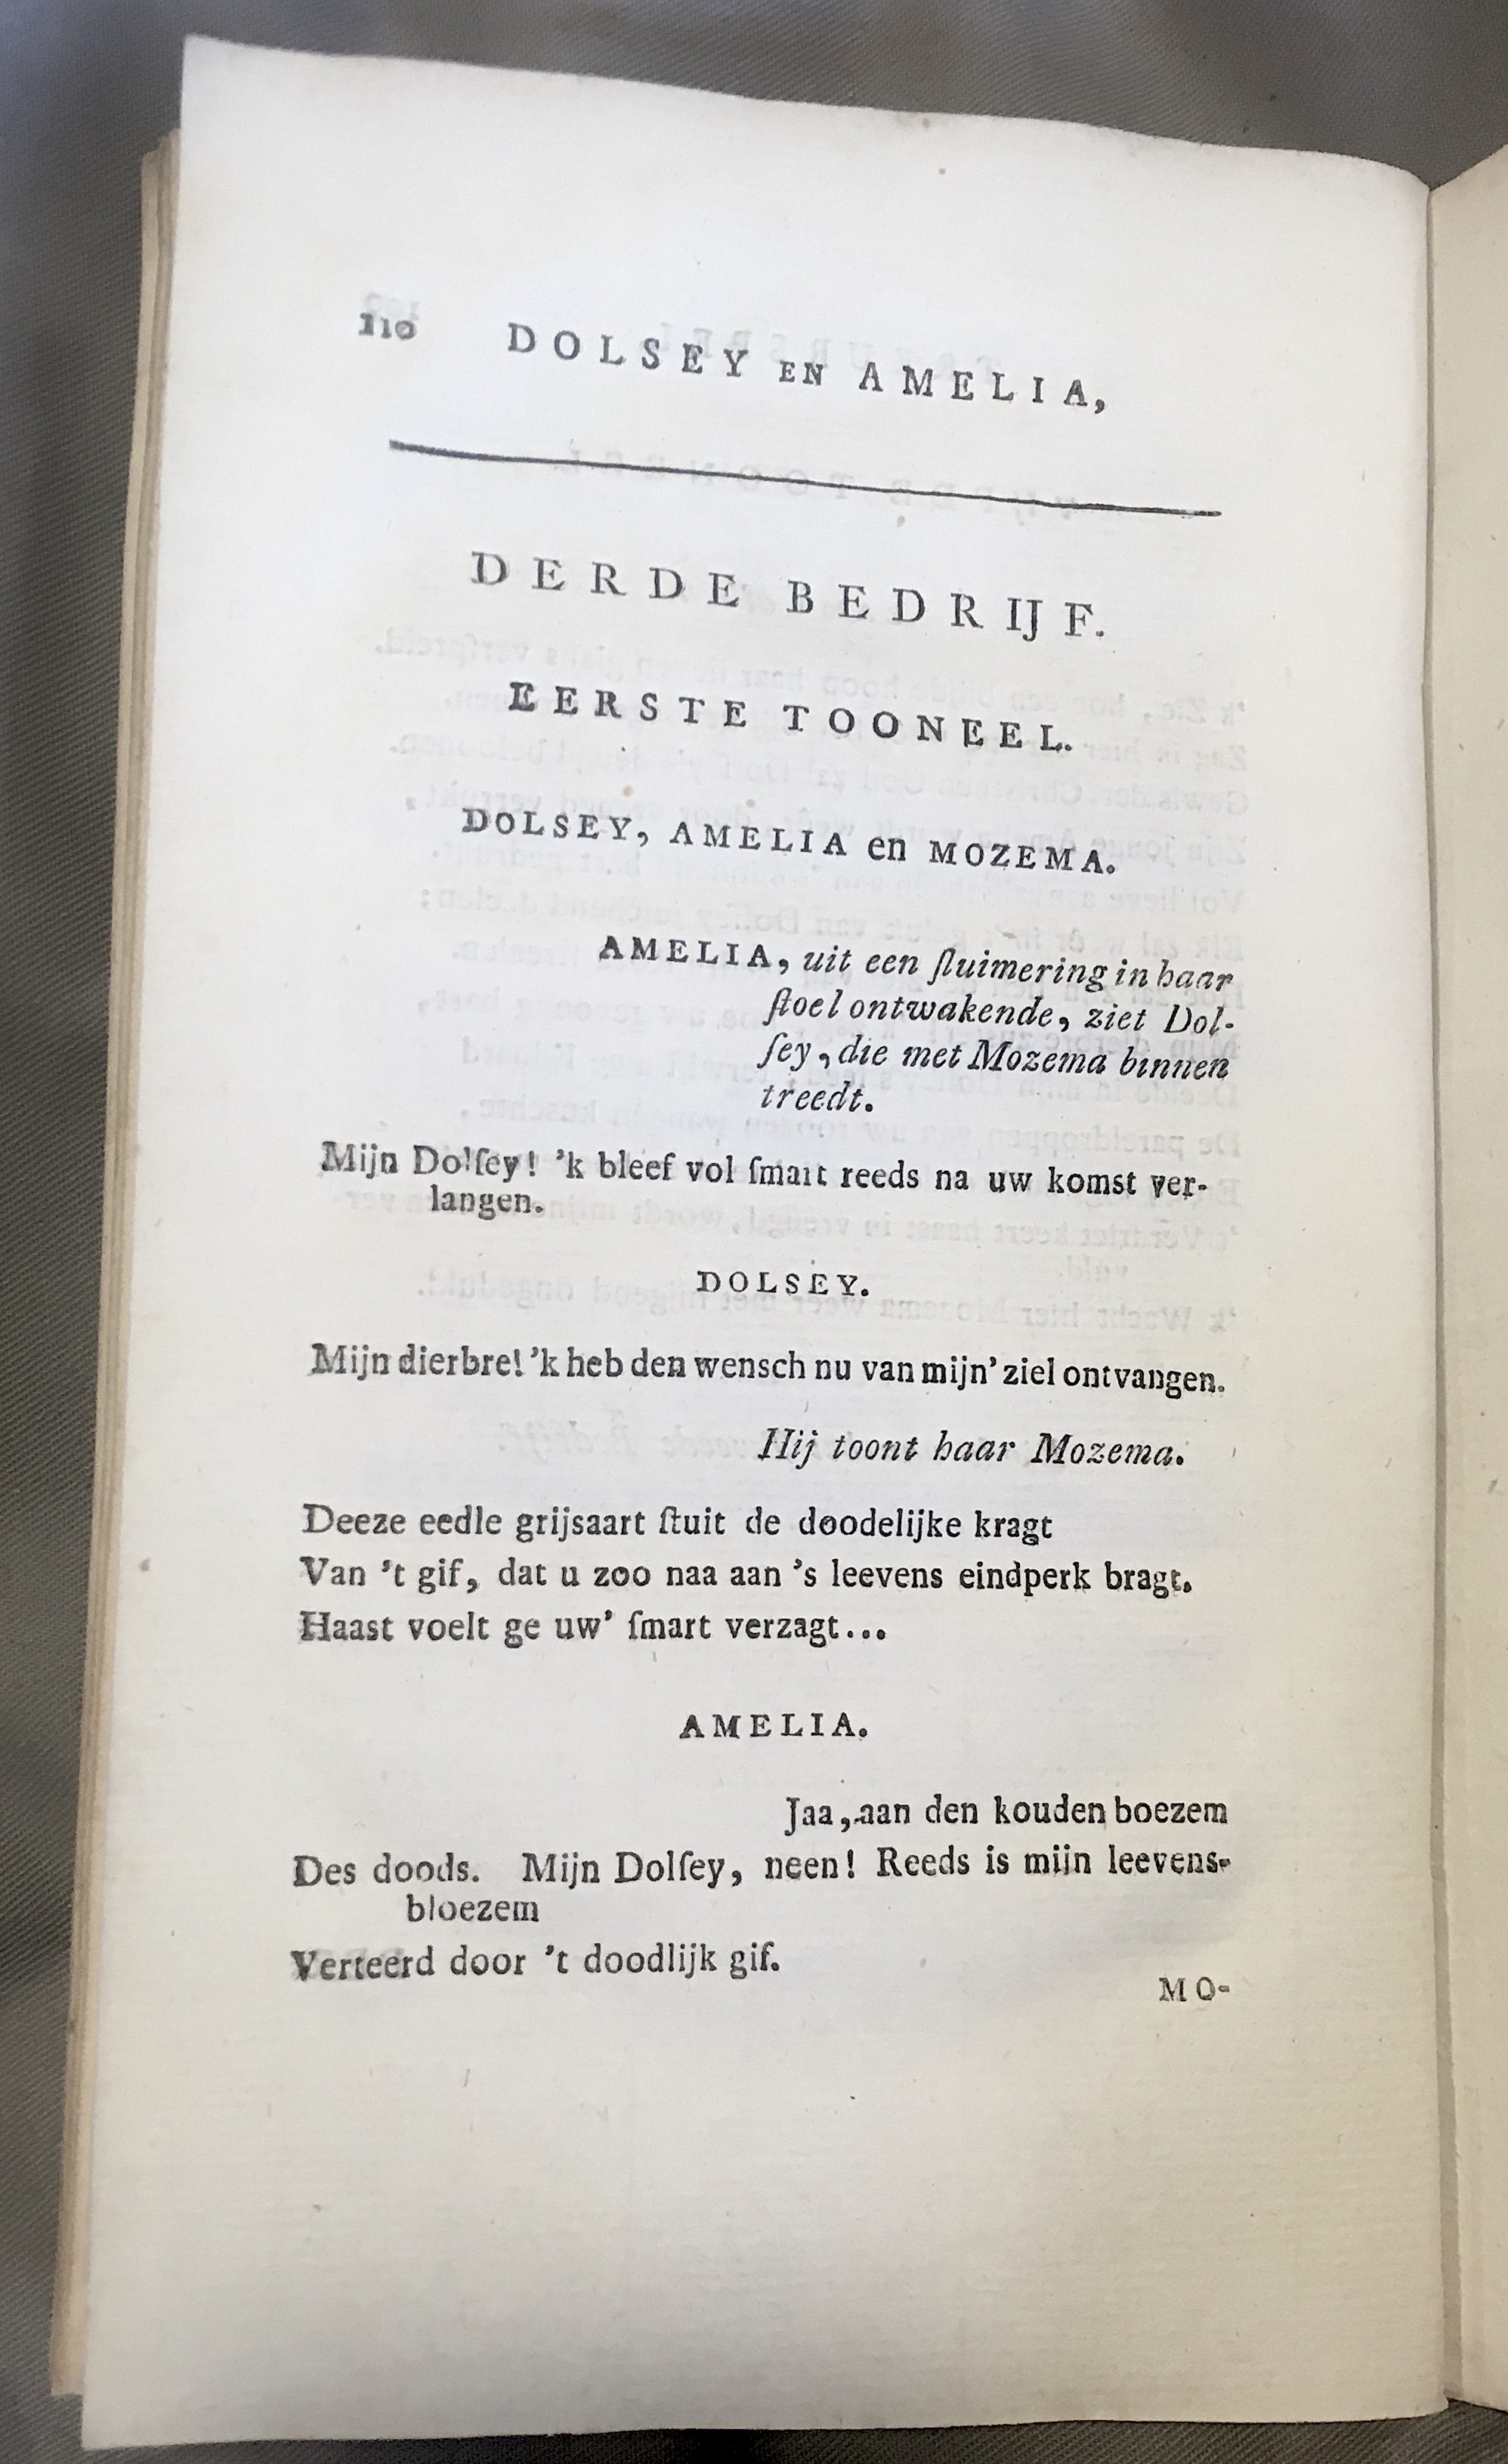 110 DOLSEY EN AMELIA,
DERDE BEDRIJF.
EERSTE TOONEEL.
DOLSEY, AMELIA en MOZEMA.
AMELIA, uit een ſluimering in haar
ſtoel ontwakende, ziet Dol-
ſey, die met Mozema binnen
treedt.
Mijn Dolſey! 'k bleef vol ſmart reeds na uw komst ver-
langen.
DOLSEY.
Mijn dierbre! 'k heb den wensch nu van mijn' ziel ontvangen.
Hij toont haar Mozema.
Deeze eedle grijsaart ſtuit de doodelijke kragt
Van 't gif, dat u zoo naa aan 's leevens eindperk bragt.
Haast voelt ge uw' ſmart verzagt...
AMELIA.
Jaa, aan den kouden boezem
Des doods. Mijn Dolſey, neen! Reeds is mijn leevens-
bloezem
Verteerd door 't doodlijk gif.
MO-